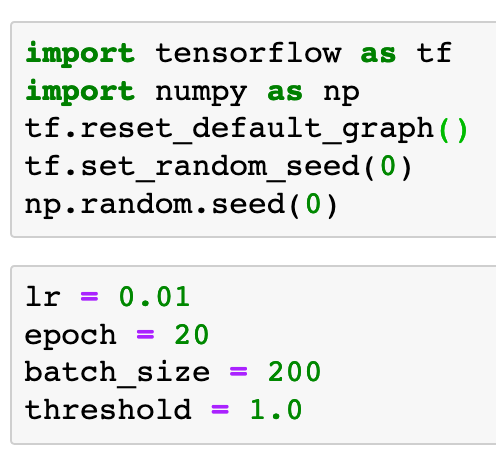 import tensorflow as tf
import numpy as np
tf.reset_default_graph()
tf.set_random_seed(0)
np.random.seed(0)
lr = 0.01
epoch = 20
batch_size = 200
threshold = 1.0